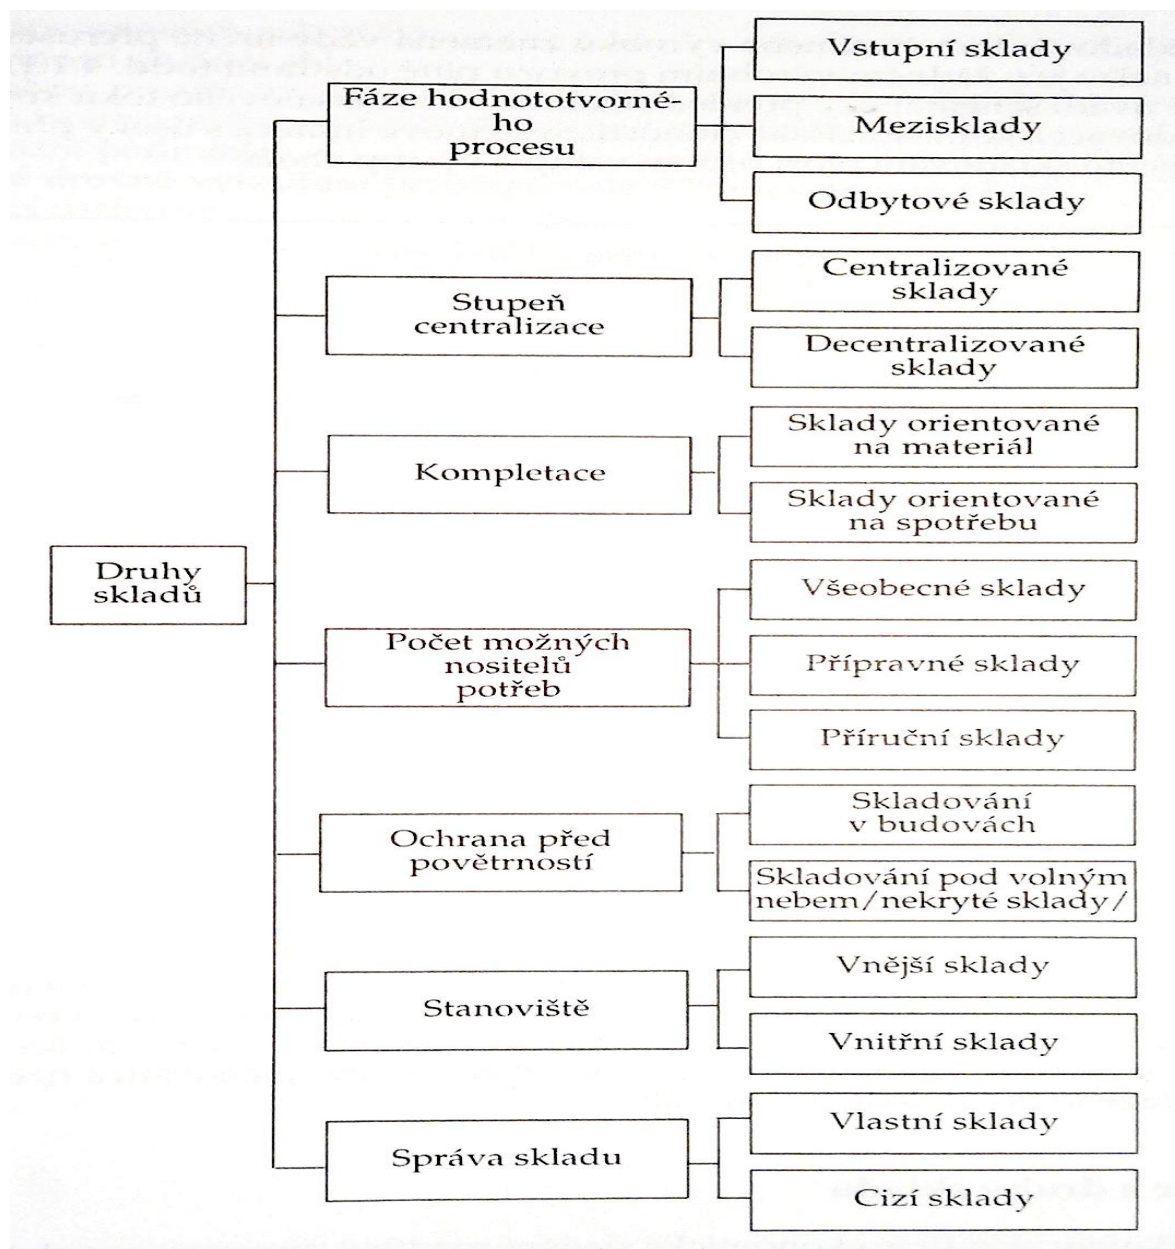 Druhy
skladů
Fáze hodnototvorné-
ho
procesu
Vstupní sklady
Mezisklady
Odbytové sklady
Stupeň
centralizace
Centralizované
sklady
Decentralizované
sklady
Kompletace
Sklady orientované
na materiál
Sklady orientované
na spotřebu
Počet možných
nositelů
potřeb
Všeobecné sklady
Přípravné sklady
Příruční sklady
Ochrana před
povětrností
Skladování
v budovách
Skladování pod volným
nebem/nekryté sklady/
Stanoviště
Vnější sklady
Vnitřní sklady
Správa skladu
Vlastní sklady
Cizí sklady